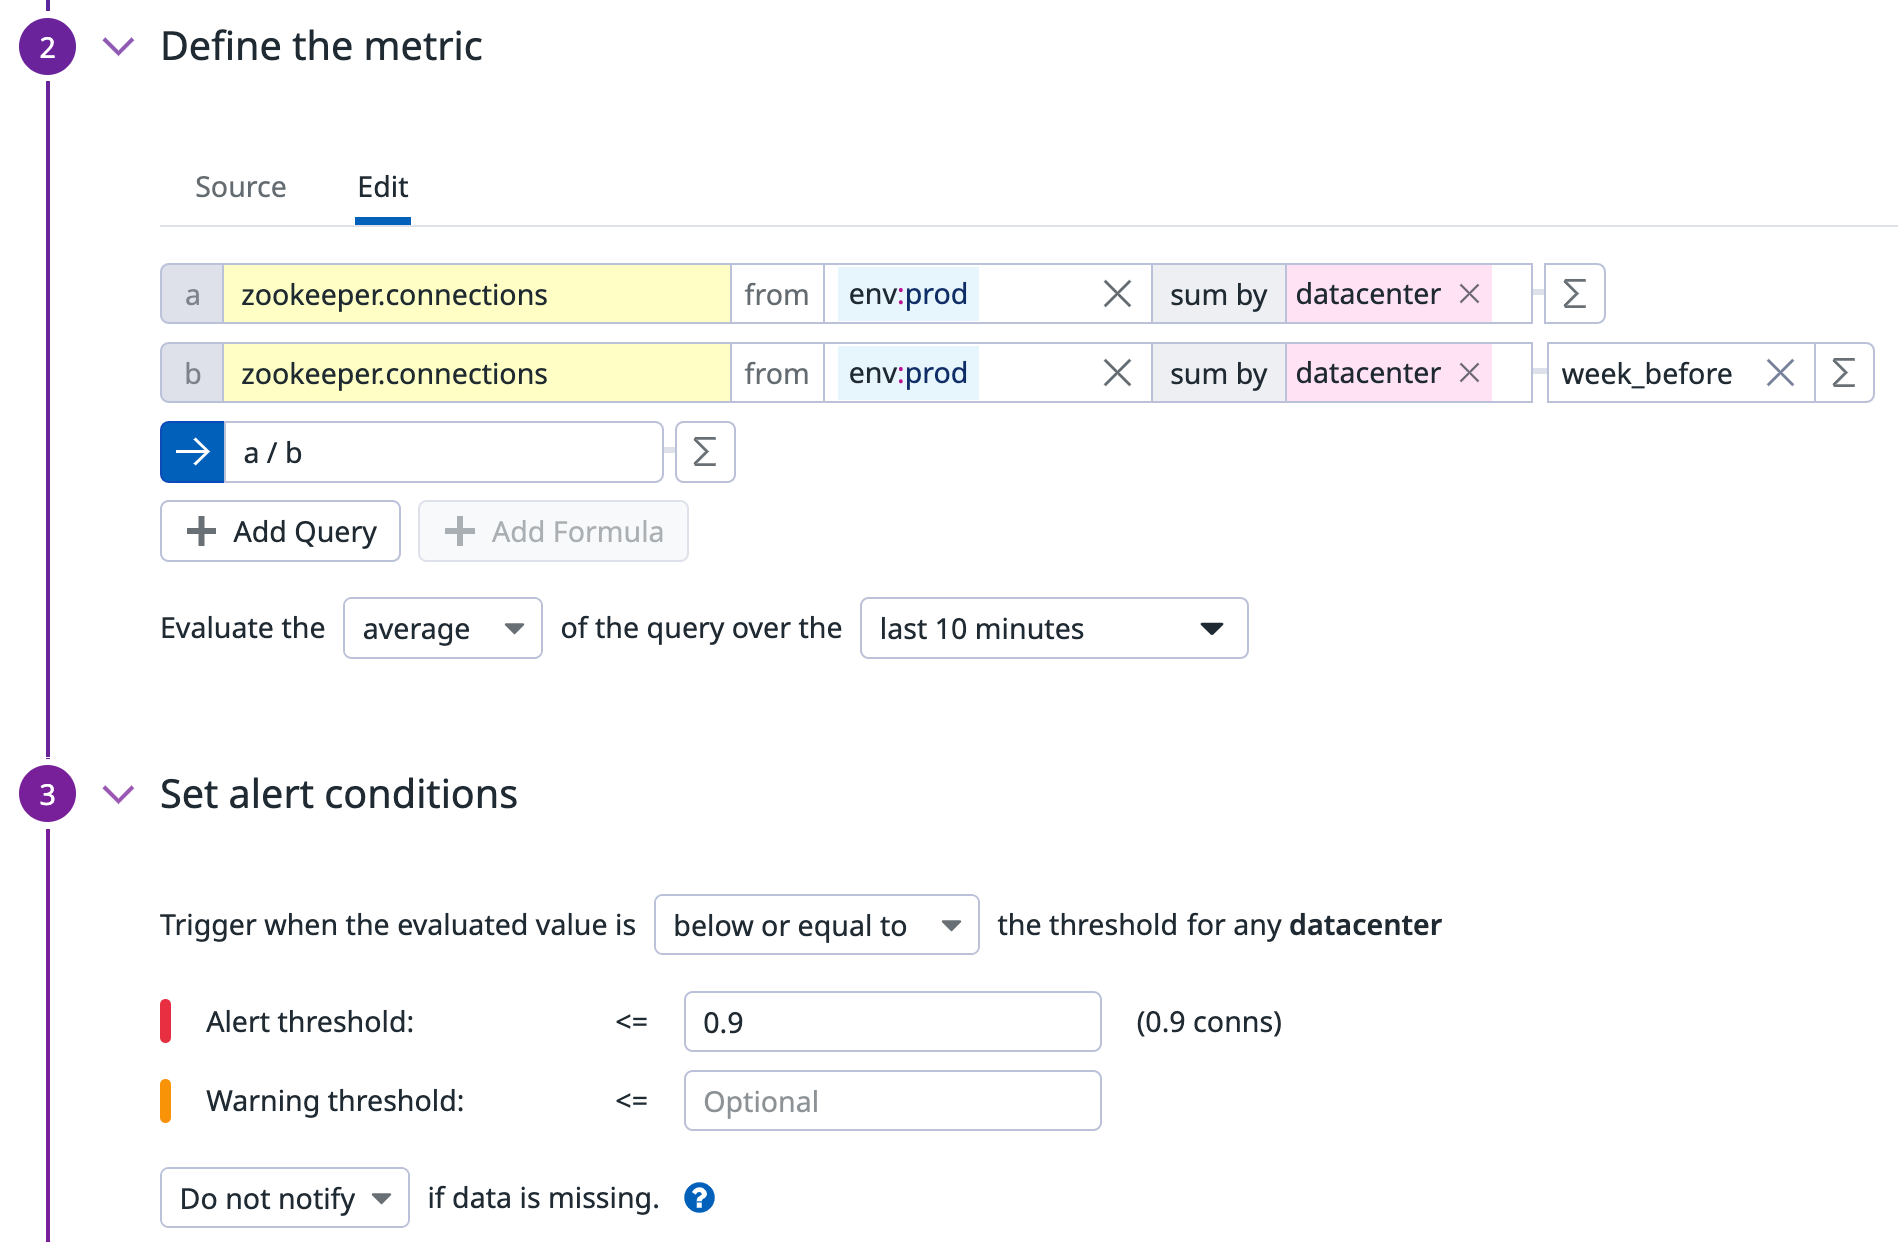 2 Define the metric
Source Edit
a zookeeper.connections from env:prod sum by datacenter Σ
b zookeeper.connections from env:prod sum by datacenter week_before Σ
a / b Σ
Add Query Add Formula
Evaluate the average of the query over the last 10 minutes
3 Set alert conditions
Trigger when the evaluated value is below or equal to the threshold for any datacenter
Alert threshold: <= 0.9 (0.9 conns)
Warning threshold: <= Optional
Do not notify if data is missing. ?